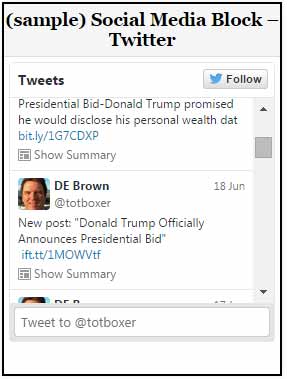 (sample) Social Media Block –
Twitter
Tweets
Follow
Presidential Bid-Donald Trump promised
he would disclose his personal wealth dat
bit.ly/1G7CDXP
Show Summary
DE Brown 18 Jun
@totboxer
New post: "Donald Trump Officially
Announces Presidential Bid"
ift.tt/1MOWVtf
Show Summary
Tweet to @totboxer